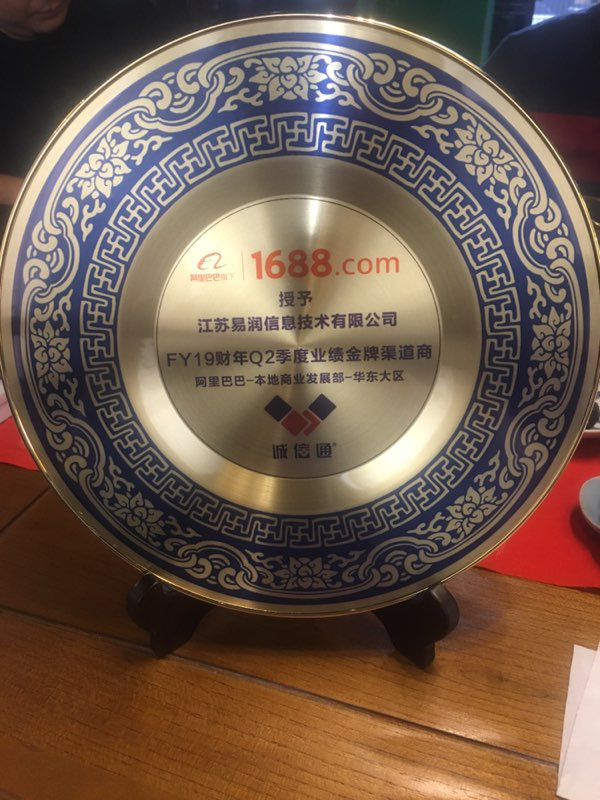 阿里巴巴旗下 1688.com
授予
江苏易润信息技术有限公司
FY19财年Q2季度业绩金牌渠道商
阿里巴巴-本地商业发展部-华东大区
诚信通